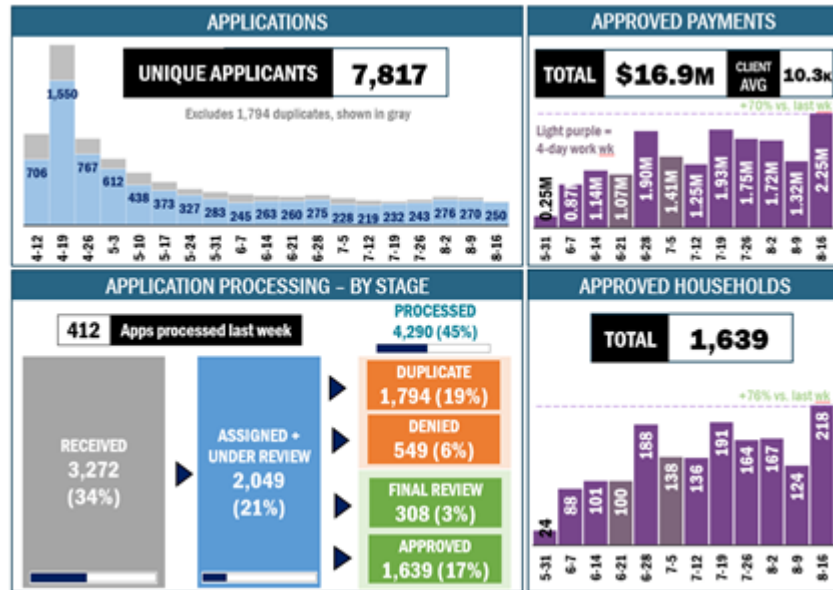 APPLICATIONS
UNIQUE APPLICANTS 7,817
Excludes 1,794 duplicates, shown in gray
706
1,550
767
612
438
373
327
283
245
263
260
275
228
219
232
243
276
270
250
4-12
4-19
4-26
5-3
5-10
5-17
5-24
5-31
6-7
6-14
6-21
6-28
7-5
7-12
7-19
7-26
8-2
8-9
8-16
APPROVED PAYMENTS
TOTAL $16.9M
CLIENT
AVG
10.3K
+70% vs. last wk
Light purple =
4-day work wk
0.25M
0.87M
1.14M
1.07M
1.90M
1.41M
1.25M
1.93M
1.75M
1.72M
1.32M
2.25M
5-31
6-7
6-14
6-21
6-28
7-5
7-12
7-19
7-26
8-2
8-9
8-16
APPLICATION PROCESSING – BY STAGE
412 Apps processed last week
PROCESSED
4,290 (45%)
RECEIVED
3,272
(34%)
ASSIGNED +
UNDER REVIEW
2,049
(21%)
DUPLICATE
1,794 (19%)
DENIED
549 (6%)
FINAL REVIEW
308 (3%)
APPROVED
1,639 (17%)
APPROVED HOUSEHOLDS
TOTAL 1,639
+76% vs. last wk
24
88
101
100
188
138
136
191
164
167
124
218
5-31
6-7
6-14
6-21
6-28
7-5
7-12
7-19
7-26
8-2
8-9
8-16